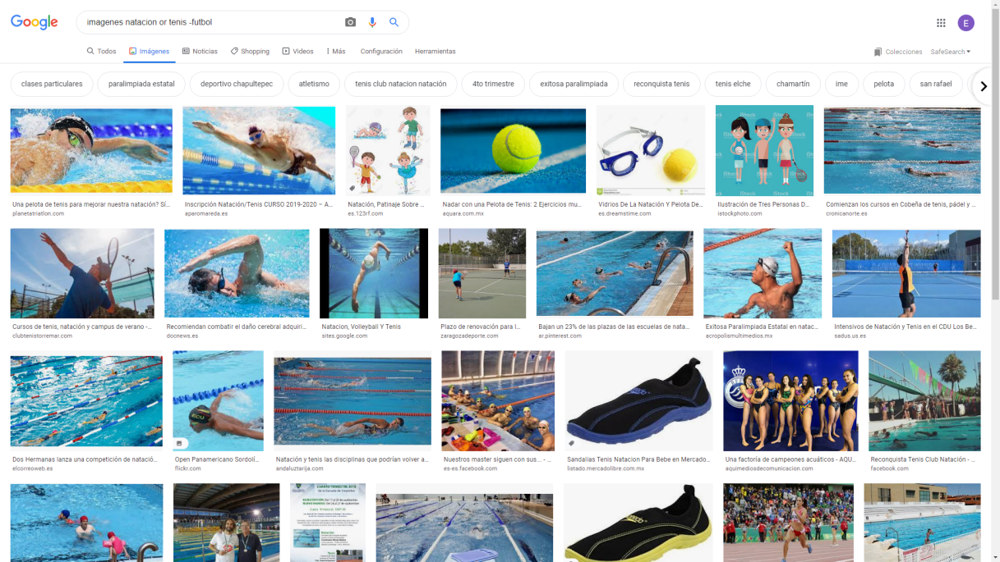 Google
imagenes natacion or tenis -futbol
E
Todos
Imágenes
Noticias
Shopping
Videos
Más
Configuración
Herramientas
Colecciones
SafeSearch
clases particulares
paralimpiada estatal
deportivo chapultepec
atletismo
tenis club natacion natación
4to trimestre
exitosa paralimpiada
reconquista tenis
tenis elche
chamartín
ime
pelota
san rafael
Una pelota de tenis para mejorar nuestra natación? Sí...
planetatriatlon.com
Inscripción Natación/Tenis CURSO 2019-2020 – A...
aparomareda.es
Natación, Patinaje Sobre ...
es.123rf.com
Nadar con una Pelota de Tenis: 2 Ejercicios mu...
aquara.com.mx
Vidrios De La Natación Y Pelota De...
es.dreamstime.com
iStock
Ilustración de Tres Personas D...
istockphoto.com
Comienzan los cursos en Cobeña de tenis, pádel y ...
cronicanorte.es
Cursos de tenis, natación y campus de verano -...
clubtenistorremar.com
Recomiendan combatir el daño cerebral adquiri...
docnews.es
Natacion, Volleyball Y Tenis
sites.google.com
Plazo de renovación para l...
zaragozadeporte.com
Bajan un 23% de las plazas de las escuelas de nata...
ar.pinterest.com
Exitosa Paralimpiada Estatal en natac...
acropolismultimedios.mx
Intensivos de Natación y Tenis en el CDU Los Be...
sadus.us.es
Dos Hermanas lanza una competición de natació...
elcorreoweb.es
ECU
Open Panamericano Sordolí...
flickr.com
Natación y tenis las disciplinas que podrían volver a...
andaluztarija.com
Nuestros master siguen con sus... - ...
es-es.facebook.com
Sandalias Tenis Natacion Para Bebe en Mercado...
listado.mercadolibre.com.mx
Una factoría de campeones acuáticos - AQU...
aquimediosdecomunicacion.com
Reconquista Tenis Club Natación - ...
facebook.com
CUARTO TRIMESTRE 2015
de la Escuela de Deportes
Natación